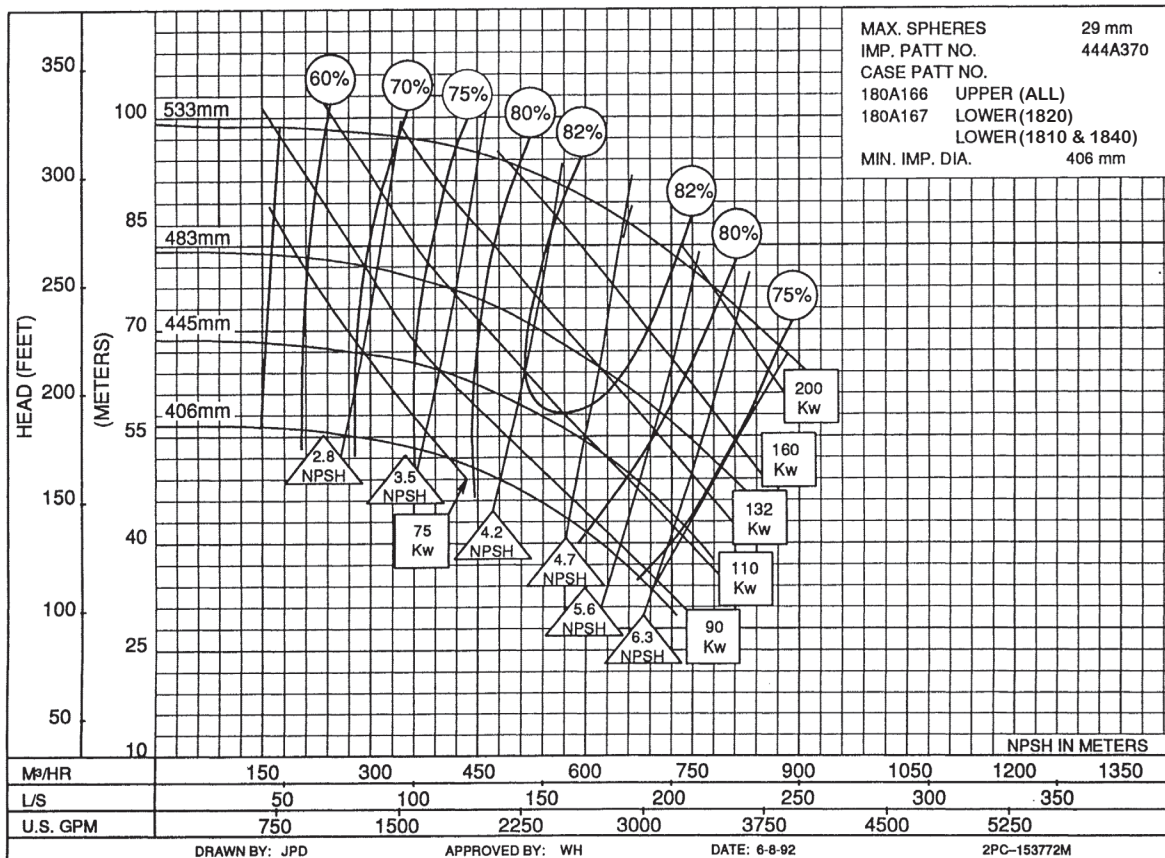 MAX. SPHERES 29 mm
IMP. PATT NO. 444A370
CASE PATT NO.
180A166 UPPER (ALL)
180A167 LOWER (1820)
LOWER (1810 & 1840)
MIN. IMP. DIA. 406 mm
HEAD (FEET)
350
300
250
200
150
100
50
(METERS)
100
85
70
55
40
25
10
533mm
483mm
445mm
406mm
60%
70%
75%
80%
82%
82%
80%
75%
2.8
NPSH
3.5
NPSH
75
Kw
4.2
NPSH
4.7
NPSH
5.6
NPSH
6.3
NPSH
200
Kw
160
Kw
132
Kw
110
Kw
90
Kw
NPSH IN METERS
M³/HR 150 300 450 600 750 900 1050 1200 1350
L/S 50 100 150 200 250 300 350
U.S. GPM 750 1500 2250 3000 3750 4500 5250
DRAWN BY: JPD APPROVED BY: WH DATE: 6-8-92 2PC-153772M